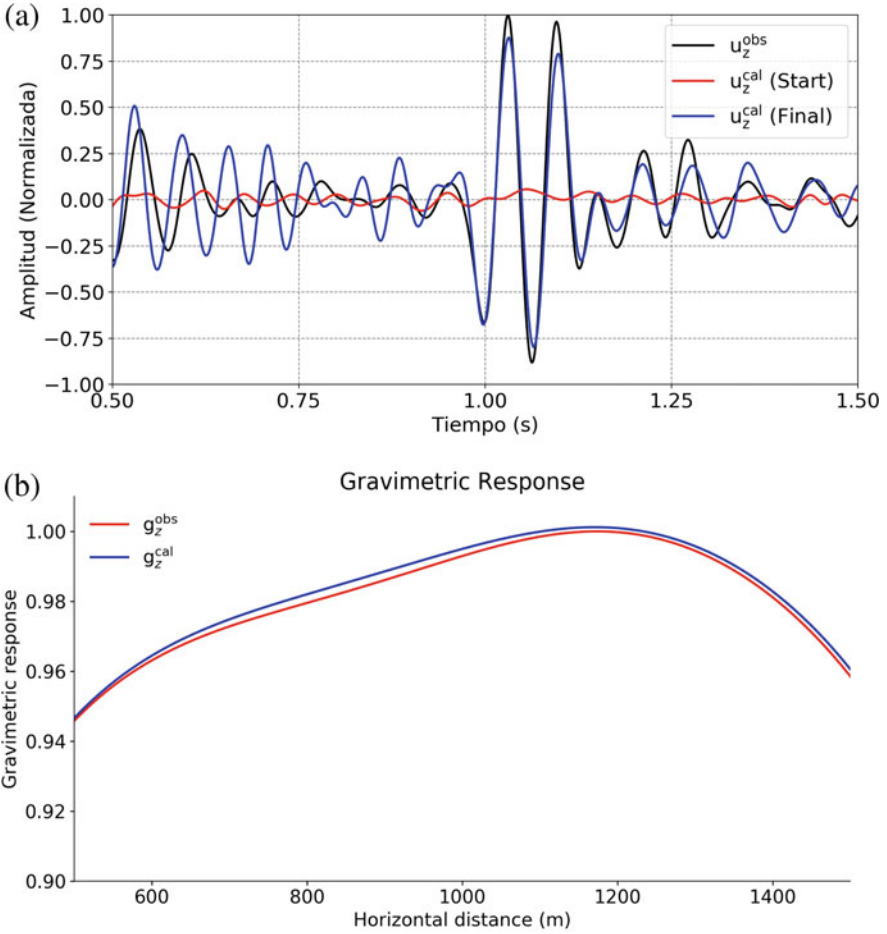 (a)
1.00
0.75
0.50
0.25
0.00
−0.25
−0.50
−0.75
−1.00
Amplitud (Normalizada)
u_z^obs
u_z^cal (Start)
u_z^cal (Final)
0.50 0.75 1.00 1.25 1.50
Tiempo (s)
(b)
Gravimetric Response
g_z^obs
g_z^cal
1.00
0.98
0.96
0.94
0.92
0.90
Gravimetric response
600 800 1000 1200 1400
Horizontal distance (m)